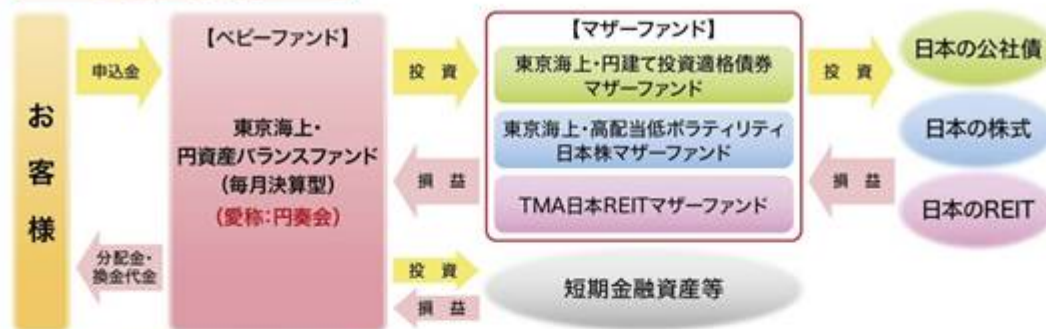 お客様
申込金
分配金・
換金代金
【ベビーファンド】
東京海上・
円資産バランスファンド
(毎月決算型)
(愛称:円奏会)
投 資
損 益
投 資
損 益
【マザーファンド】
東京海上・円建て投資適格債券
マザーファンド
東京海上・高配当低ボラティリティ
日本株マザーファンド
TMA日本REITマザーファンド
短期金融資産等
投 資
損 益
日本の公社債
日本の株式
日本のREIT